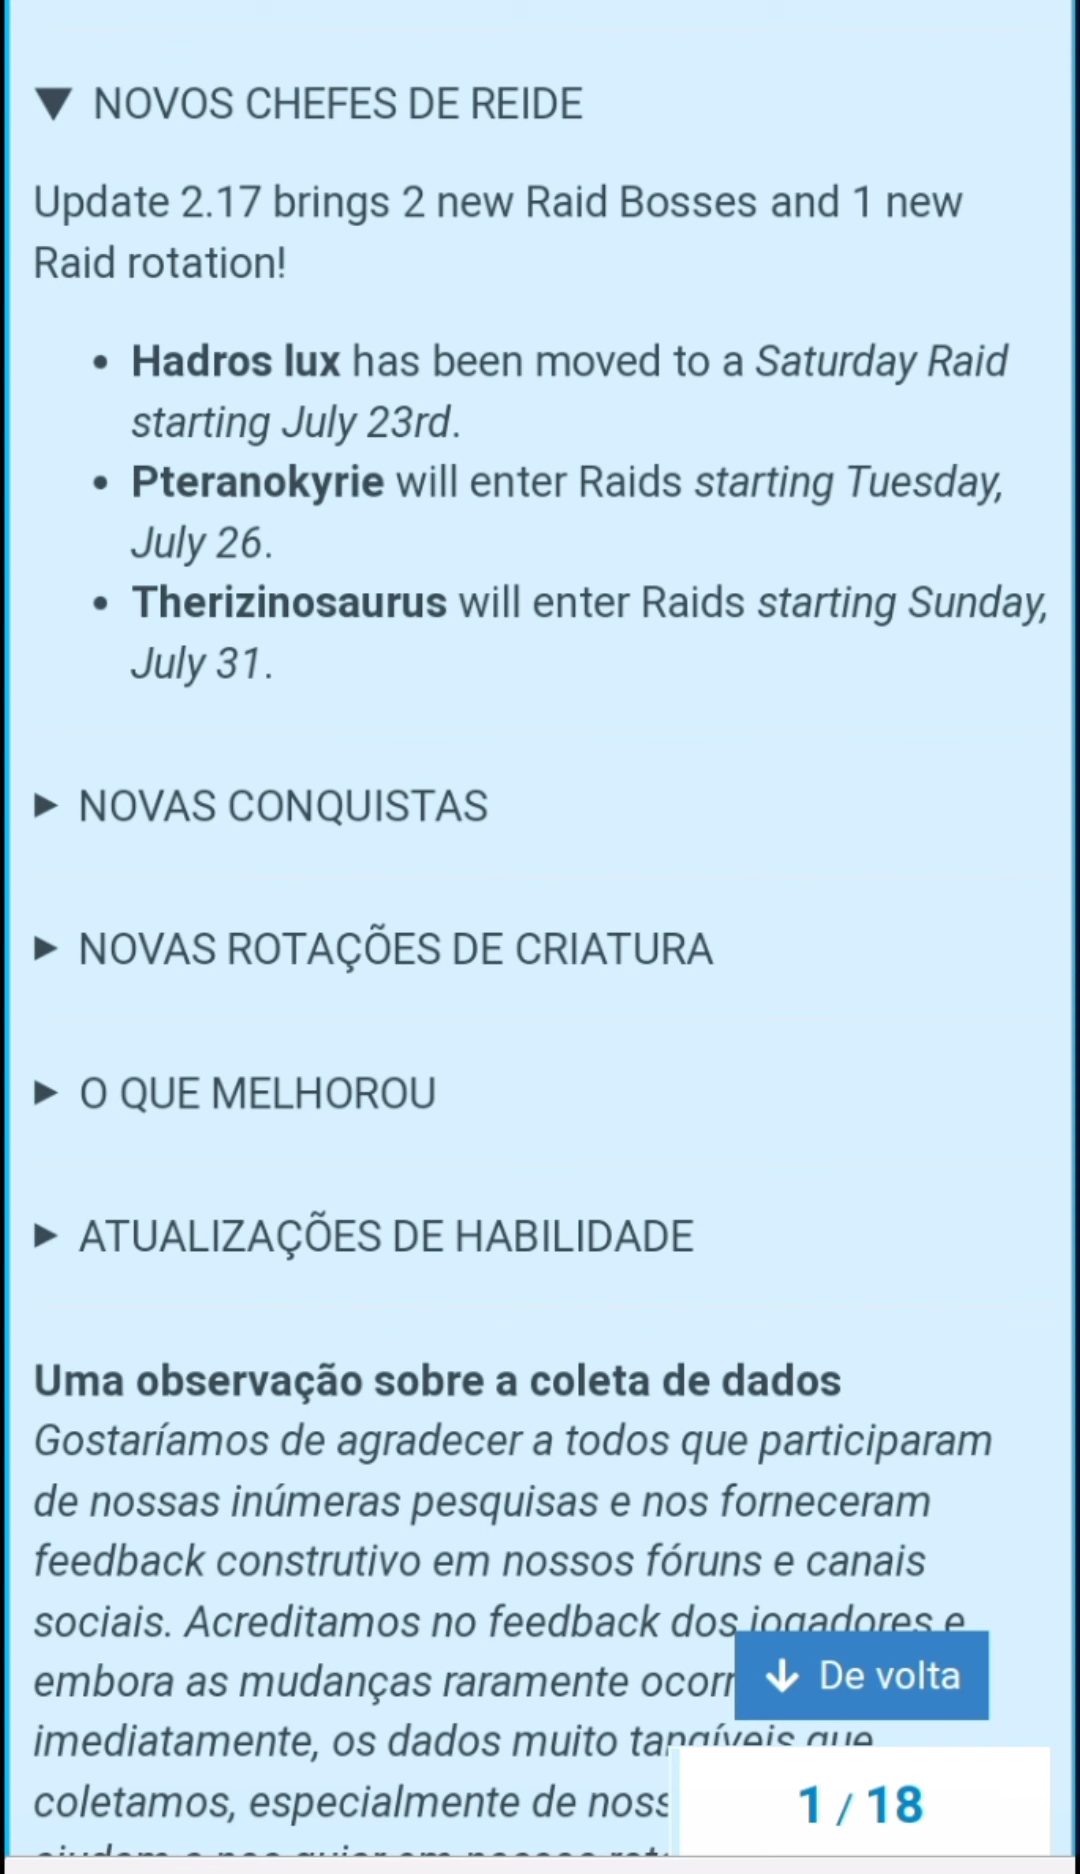 ▼ NOVOS CHEFES DE REIDE
Update 2.17 brings 2 new Raid Bosses and 1 new
Raid rotation!
• Hadros lux has been moved to a Saturday Raid
starting July 23rd.
• Pteranokyrie will enter Raids starting Tuesday,
July 26.
• Therizinosaurus will enter Raids starting Sunday,
July 31.
▶ NOVAS CONQUISTAS
▶ NOVAS ROTAÇÕES DE CRIATURA
▶ O QUE MELHOROU
▶ ATUALIZAÇÕES DE HABILIDADE
Uma observação sobre a coleta de dados
Gostaríamos de agradecer a todos que participaram
de nossas inúmeras pesquisas e nos forneceram
feedback construtivo em nossos fóruns e canais
sociais. Acreditamos no feedback dos jogadores e
embora as mudanças raramente ocorr
↓ De volta
imediatamente, os dados muito tangíveis que
coletamos, especialmente de noss
1 / 18